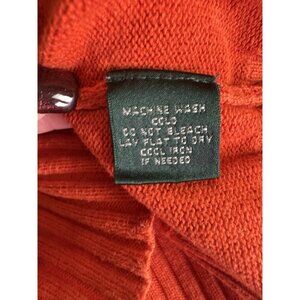 MACHINE WASH
COLD
DO NOT BLEACH
LAY FLAT TO DRY
COOL IRON
IF NEEDED